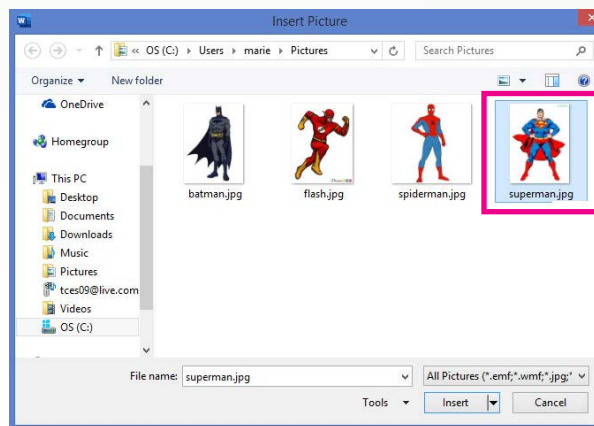 Insert Picture
« OS (C:) ▸ Users ▸ marie ▸ Pictures
Search Pictures
Organize ▾ New folder
OneDrive
Homegroup
This PC
Desktop
Documents
Downloads
Music
Pictures
tces09@live.com
Videos
OS (C:)
batman.jpg
flash.jpg
spiderman.jpg
superman.jpg
File name: superman.jpg
All Pictures (*.emf;*.wmf;*.jpg;*
Tools ▾ Insert Cancel